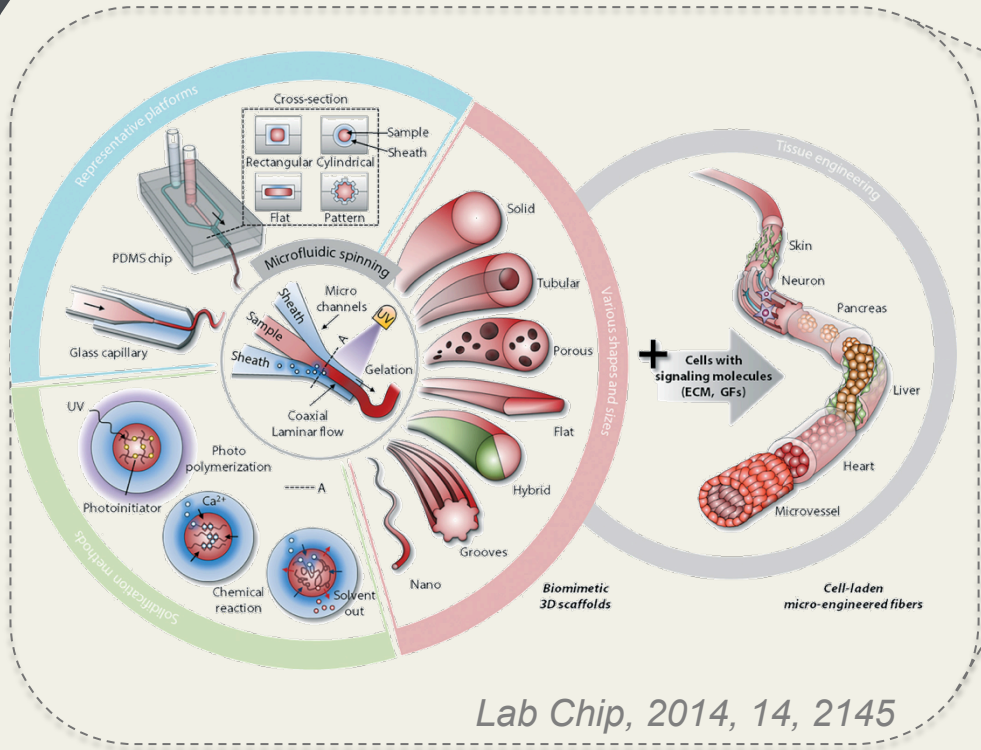 Representative platforms
Cross-section
Sample
Sheath
Rectangular
Cylindrical
Flat
Pattern
PDMS chip
Glass capillary
Microfluidic spinning
Sheath
Sample
Sheath
Micro
channels
A
UV
Gelation
Coaxial
Laminar flow
Solidification methods
UV
Photo
polymerization
Photoinitiator
A
Ca²⁺
Chemical
reaction
Solvent
out
Various shapes and sizes
Solid
Tubular
Porous
Flat
Hybrid
Grooves
Nano
Biomimetic
3D scaffolds
+
Cells with
signaling molecules
(ECM, GFs)
Tissue engineering
Skin
Neuron
Pancreas
Liver
Heart
Microvessel
Cell-laden
micro-engineered fibers
Lab Chip, 2014, 14, 2145